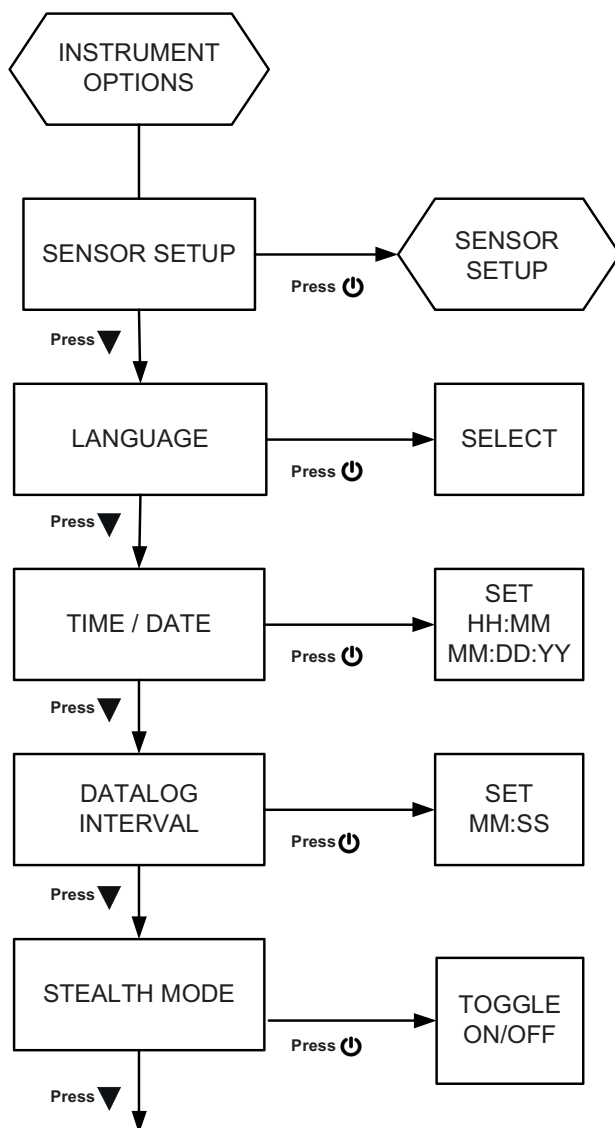 INSTRUMENT
OPTIONS
SENSOR SETUP
Press
SENSOR
SETUP
Press
LANGUAGE
Press
SELECT
Press
TIME / DATE
Press
SET
HH:MM
MM:DD:YY
Press
DATALOG
INTERVAL
Press
SET
MM:SS
Press
STEALTH MODE
Press
TOGGLE
ON/OFF
Press